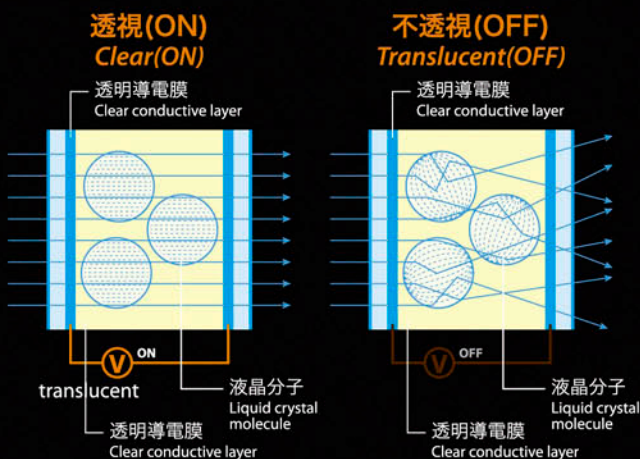 透視(ON)
Clear(ON)
透明導電膜
Clear conductive layer
V
ON
translucent
液晶分子
Liquid crystal
molecule
透明導電膜
Clear conductive layer
不透視(OFF)
Translucent(OFF)
透明導電膜
Clear conductive layer
V
OFF
液晶分子
Liquid crystal
molecule
透明導電膜
Clear conductive layer